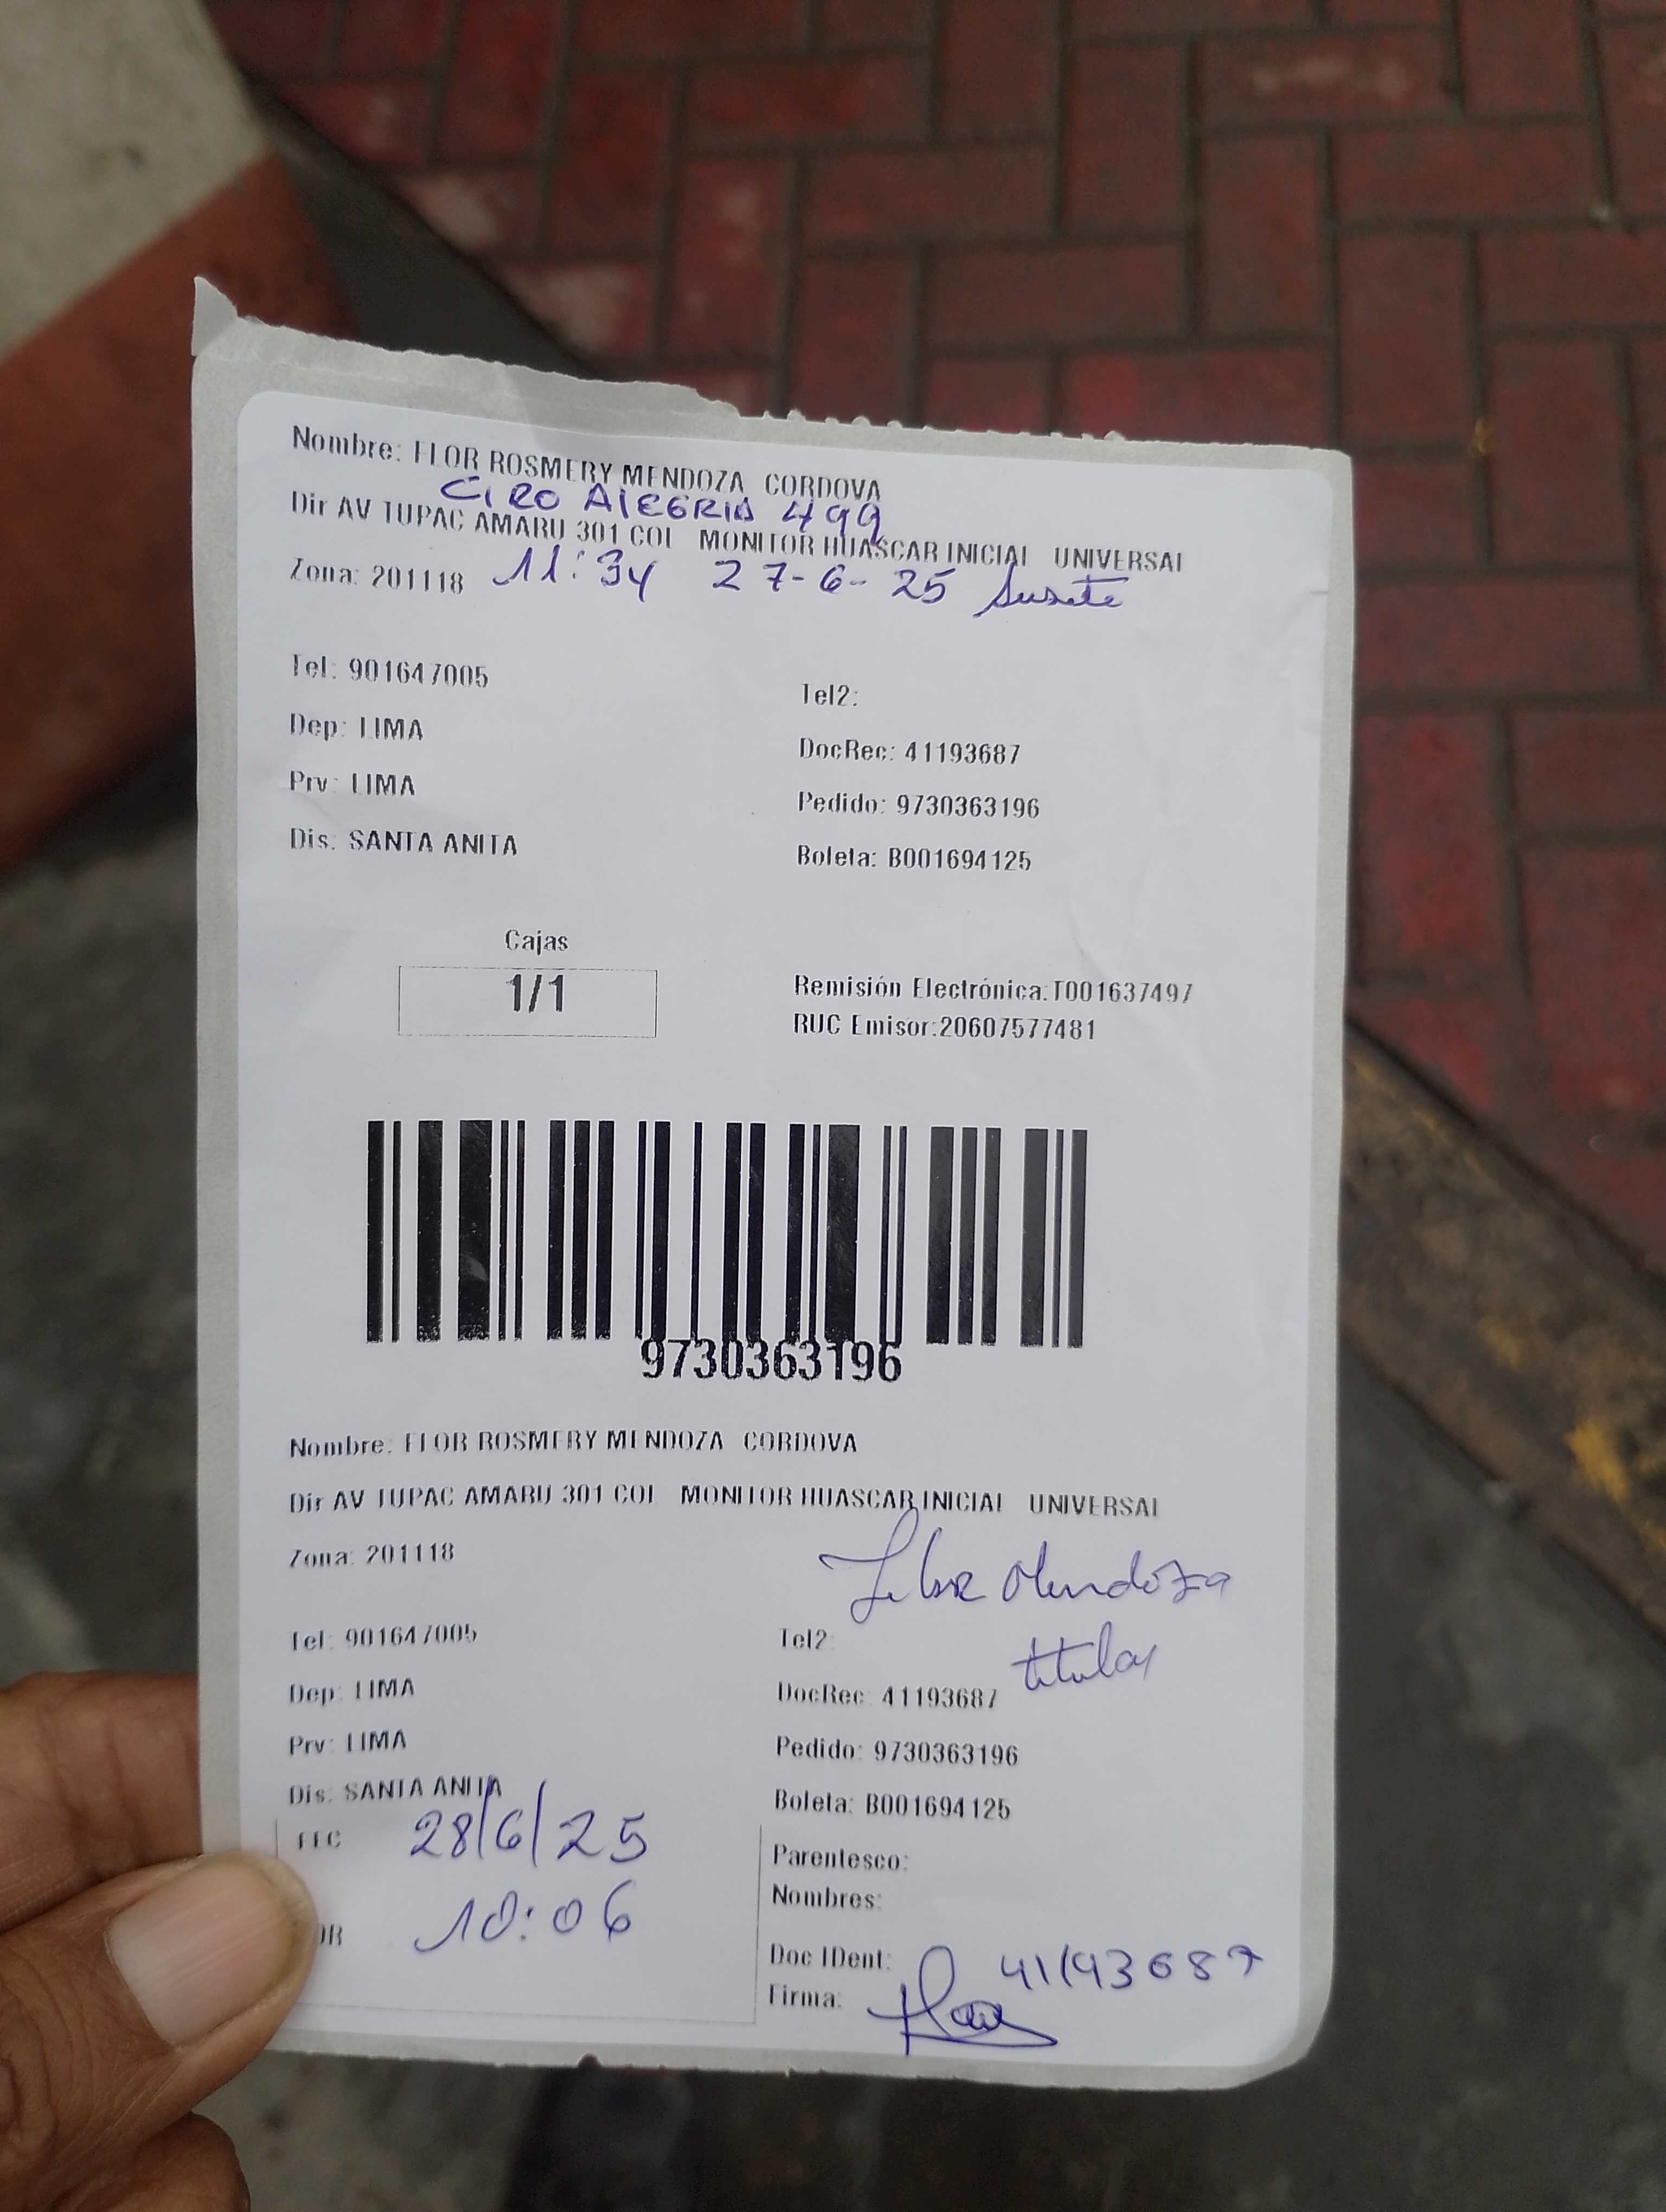 Nombre: FLOR ROSMERY MENDOZA CORDOVA
CIRO AlEGRIA 499
Dir AV TUPAC AMARU 301 COL MONITOR HUASCAR INICIAL UNIVERSAL
Zona: 201118 11:34 27-6-25
Tel: 901647005
Tel2:
Dep: LIMA
DocRec: 41193687
Prv: LIMA
Pedido: 9730363196
Dis: SANTA ANITA
Boleta: B001694125
Cajas
1/1
Remisión Electrónica:T001637497
RUC Emisor:20607577481
9730363196
Nombre: FLOR ROSMERY MENDOZA CORDOVA
Dir AV TUPAC AMARU 301 COL MONITOR HUASCAR INICIAL UNIVERSAL
Zona: 201118
Mendoza
titular
Tel: 901647005
Tel2:
Dep: LIMA
DocRec: 41193687
Prv: LIMA
Pedido: 9730363196
Dis: SANTA ANITA
Boleta: B001694125
28/6/25
Parentesco:
Nombres:
10:06
Doc IDent: 41193687
Firma: